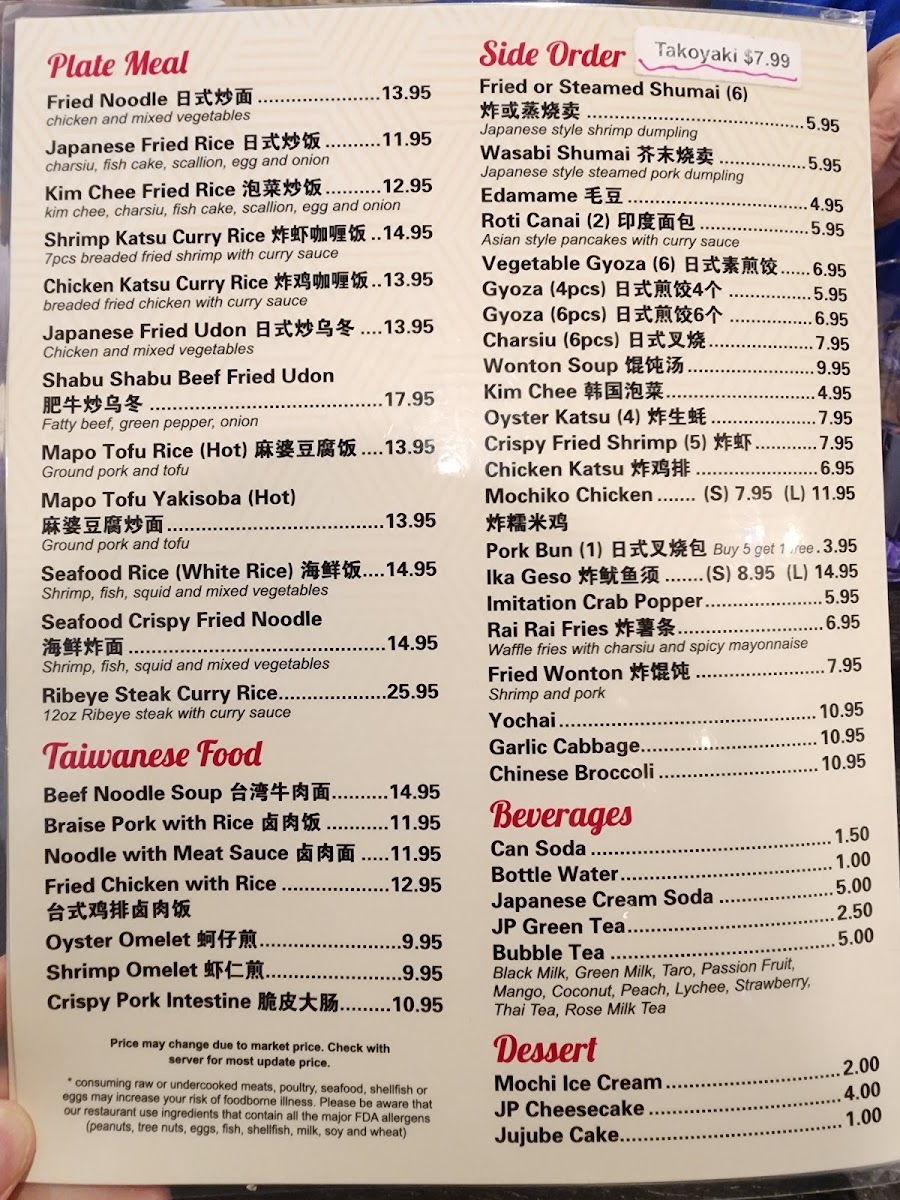 Plate Meal
Fried Noodle 日式炒面 .....................13.95
chicken and mixed vegetables
Japanese Fried Rice 日式炒饭 ..........11.95
charsiu, fish cake, scallion, egg and onion
Kim Chee Fried Rice 泡菜炒饭 ..........12.95
kim chee, charsiu, fish cake, scallion, egg and onion
Shrimp Katsu Curry Rice 炸虾咖喱饭 ..14.95
7pcs breaded fried shrimp with curry sauce
Chicken Katsu Curry Rice 炸鸡咖喱饭 ..13.95
breaded fried chicken with curry sauce
Japanese Fried Udon 日式炒乌冬 ....13.95
Chicken and mixed vegetables
Shabu Shabu Beef Fried Udon
肥牛炒乌冬 ........................................17.95
Fatty beef, green pepper, onion
Mapo Tofu Rice (Hot) 麻婆豆腐饭 ....13.95
Ground pork and tofu
Mapo Tofu Yakisoba (Hot)
麻婆豆腐炒面.....................................13.95
Ground pork and tofu
Seafood Rice (White Rice) 海鲜饭....14.95
Shrimp, fish, squid and mixed vegetables
Seafood Crispy Fried Noodle
海鲜炸面 ............................................14.95
Shrimp, fish, squid and mixed vegetables
Ribeye Steak Curry Rice..................25.95
12oz Ribeye steak with curry sauce
Taiwanese Food
Beef Noodle Soup 台湾牛肉面..........14.95
Braise Pork with Rice 卤肉饭 ...........11.95
Noodle with Meat Sauce 卤肉面 .....11.95
Fried Chicken with Rice ..................12.95
台式鸡排卤肉饭
Oyster Omelet 蚵仔煎........................9.95
Shrimp Omelet 虾仁煎.......................9.95
Crispy Pork Intestine 脆皮大肠.........10.95
Price may change due to market price. Check with
server for most update price.
* consuming raw or undercooked meats, poultry, seafood, shellfish or
eggs may increase your risk of foodborne illness. Please be aware that
our restaurant use ingredients that contain all the major FDA allergens
(peanuts, tree nuts, eggs, fish, shellfish, milk, soy and wheat)
Side Order
Takoyaki $7.99
Fried or Steamed Shumai (6)
炸或蒸烧卖 .....................................5.95
Japanese style shrimp dumpling
Wasabi Shumai 芥末烧卖 ...............5.95
Japanese style steamed pork dumpling
Edamame 毛豆 ...............................4.95
Roti Canai (2) 印度面包 ...................5.95
Asian style pancakes with curry sauce
Vegetable Gyoza (6) 日式素煎饺......6.95
Gyoza (4pcs) 日式煎饺4个 ..............5.95
Gyoza (6pcs) 日式煎饺6个 ..............6.95
Charsiu (6pcs) 日式叉烧..................7.95
Wonton Soup 馄饨汤......................9.95
Kim Chee 韩国泡菜.........................4.95
Oyster Katsu (4) 炸生蚝...................7.95
Crispy Fried Shrimp (5) 炸虾...........7.95
Chicken Katsu 炸鸡排 .....................6.95
Mochiko Chicken ....... (S) 7.95 (L) 11.95
炸糯米鸡
Pork Bun (1) 日式叉烧包 Buy 5 get 1 free .3.95
Ika Geso 炸鱿鱼须 .......(S) 8.95 (L) 14.95
Imitation Crab Popper....................5.95
Rai Rai Fries 炸薯条.........................6.95
Waffle fries with charsiu and spicy mayonnaise
Fried Wonton 炸馄饨 ......................7.95
Shrimp and pork
Yochai ............................................10.95
Garlic Cabbage..............................10.95
Chinese Broccoli ...........................10.95
Beverages
Can Soda ........................................1.50
Bottle Water...................................1.00
Japanese Cream Soda ...................5.00
JP Green Tea..................................2.50
Bubble Tea .....................................5.00
Black Milk, Green Milk, Taro, Passion Fruit,
Mango, Coconut, Peach, Lychee, Strawberry,
Thai Tea, Rose Milk Tea
Dessert
Mochi Ice Cream.............................2.00
JP Cheesecake ...............................4.00
Jujube Cake....................................1.00